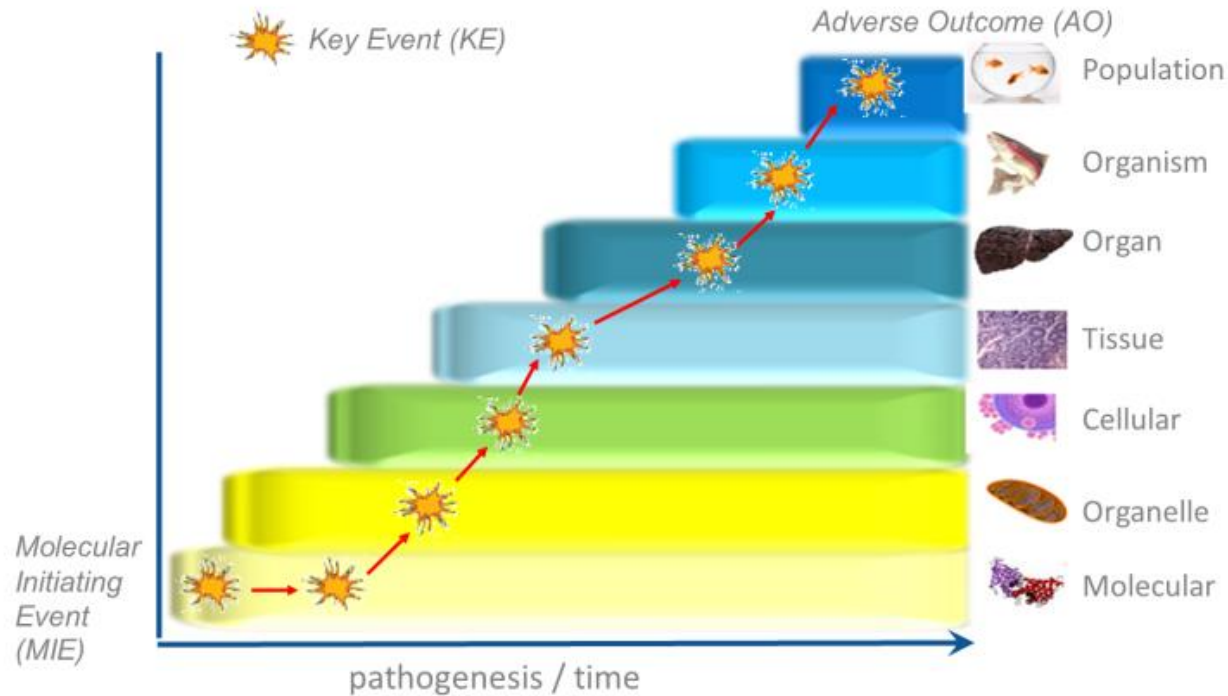 Key Event (KE)
Adverse Outcome (AO)
Population
Organism
Organ
Tissue
Cellular
Organelle
Molecular
Molecular
Initiating
Event
(MIE)
pathogenesis / time